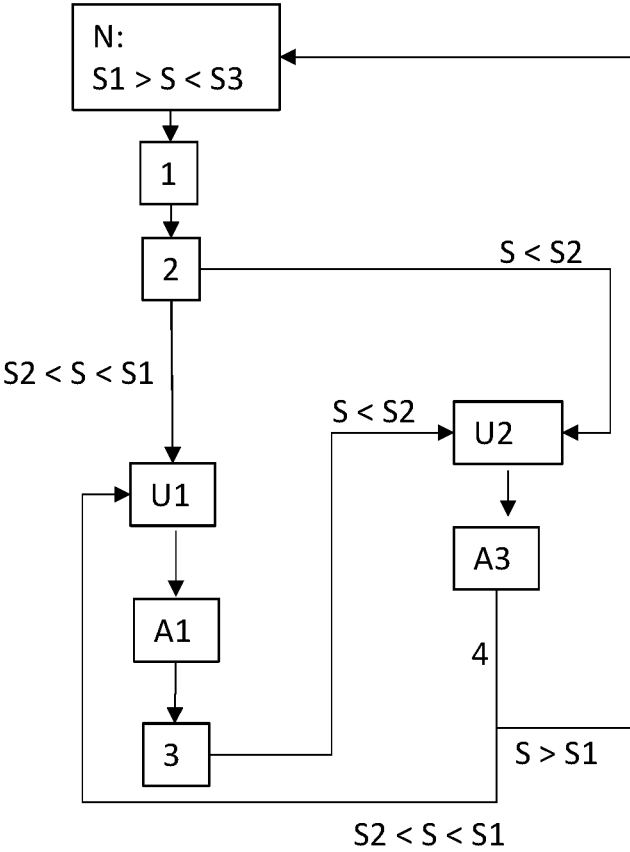 N:
S1 > S < S3
1
2
S < S2
S2 < S < S1
S < S2
U2
U1
A3
A1
4
3
S > S1
S2 < S < S1